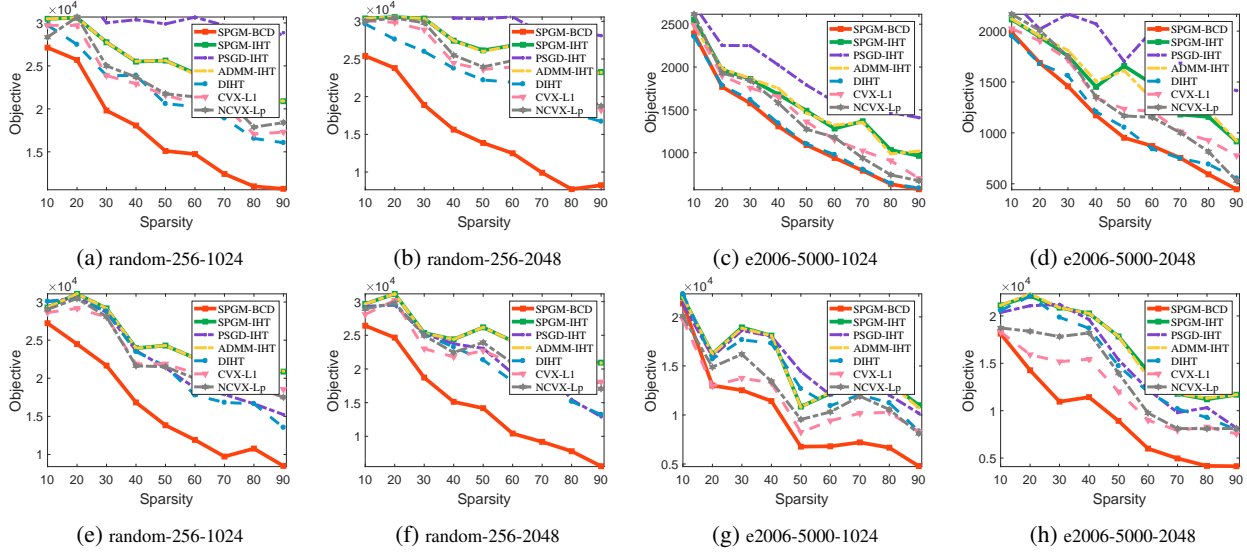 ×10⁴
3
2.5
2
1.5
Objective
10 20 30 40 50 60 70 80 90
Sparsity
SPGM-BCD
SPGM-IHT
PSGD-IHT
ADMM-IHT
DIHT
CVX-L1
NCVX-Lp
(a) random-256-1024
×10⁴
3
2.5
2
1.5
1
Objective
10 20 30 40 50 60 70 80 90
Sparsity
SPGM-BCD
SPGM-IHT
PSGD-IHT
ADMM-IHT
DIHT
CVX-L1
NCVX-Lp
(b) random-256-2048
2500
2000
1500
1000
Objective
10 20 30 40 50 60 70 80 90
Sparsity
SPGM-BCD
SPGM-IHT
PSGD-IHT
ADMM-IHT
DIHT
CVX-L1
NCVX-Lp
(c) e2006-5000-1024
2000
1500
1000
500
Objective
10 20 30 40 50 60 70 80 90
Sparsity
SPGM-BCD
SPGM-IHT
PSGD-IHT
ADMM-IHT
DIHT
CVX-L1
NCVX-Lp
(d) e2006-5000-2048
×10⁴
3
2.5
2
1.5
1
Objective
10 20 30 40 50 60 70 80 90
Sparsity
SPGM-BCD
SPGM-IHT
PSGD-IHT
ADMM-IHT
DIHT
CVX-L1
NCVX-Lp
(e) random-256-1024
×10⁴
3
2.5
2
1.5
1
Objective
10 20 30 40 50 60 70 80 90
Sparsity
SPGM-BCD
SPGM-IHT
PSGD-IHT
ADMM-IHT
DIHT
CVX-L1
NCVX-Lp
(f) random-256-2048
×10⁴
2
1.5
1
0.5
Objective
10 20 30 40 50 60 70 80 90
Sparsity
SPGM-BCD
SPGM-IHT
PSGD-IHT
ADMM-IHT
DIHT
CVX-L1
NCVX-Lp
(g) e2006-5000-1024
×10⁴
2
1.5
1
0.5
Objective
10 20 30 40 50 60 70 80 90
Sparsity
SPGM-BCD
SPGM-IHT
PSGD-IHT
ADMM-IHT
DIHT
CVX-L1
NCVX-Lp
(h) e2006-5000-2048